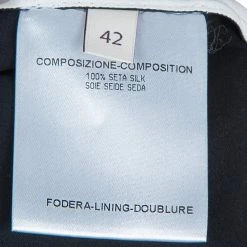 42
COMPOSIZIONE-COMPOSITION
100% SETA SILK
SOIE SEIDE SEDA
FODERA-LINING-DOUBLURE